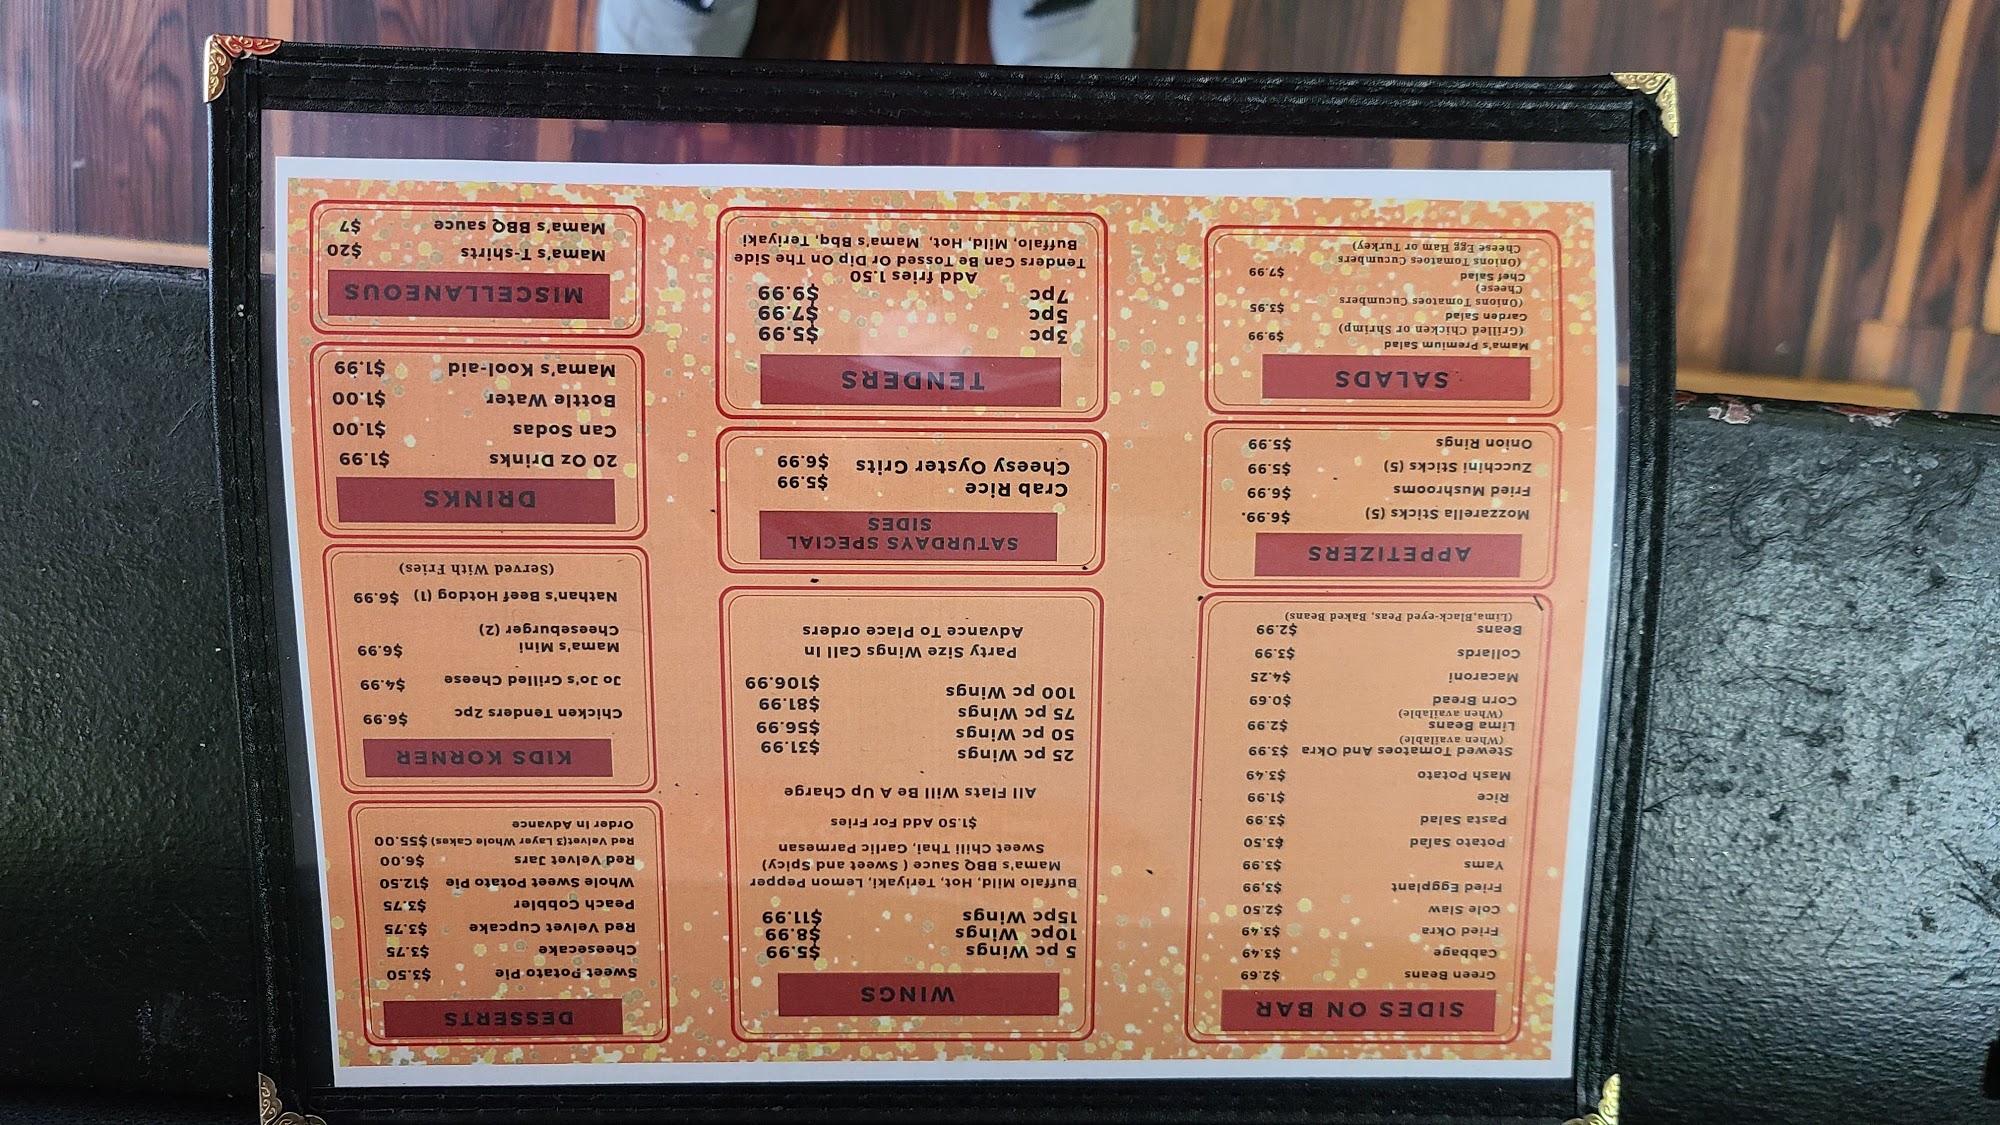 SIDES ON BAR
Green Beans $2.69
Cabbage $3.49
Fried Okra $3.49
Cole Slaw $2.50
Fried Eggplant $3,99
Yams $3.99
Potato Salad $3.50
Pasta Salad $3.99
Rice $1.99
Mash Potato $3.49
Stewed Tomatoes And Okra $3.99
(When available)
Lima Beans $2.99
(When available)
Corn Bread $0.69
Macaroni $4.25
Collards $3.99
Beans $2.99
(Lima,Black-eyed Peas, Baked Beans)
APPETIZERS
Mozzarella Sticks (5) $6.99.
Fried Mushrooms $6.99
Zucchini Sticks (5) $5.99
Onion Rings $5.99
SALADS
Mama's Premium Salad
(Grilled Chicken or Shrimp) $9.99
Garden Salad
(Onions Tomatoes Cucumbers $3.95
Cheese)
Chef Salad $7.99
(Onions Tomatoes Cucumbers
Cheese Egg Ham or Turkey)
WINGS
5 pc Wings $5.99
10pc Wings $8.99
15pc Wings $11.99
Buffalo Mild, Hot, Teriyaki, Lemon Pepper
Mama's BBQ Sauce ( Sweet and Spicy)
Sweet Chili Thai, Garlic Parmesan
$1.50 Add For Fries
All Flats Will Be A Up Charge
25 pc Wings $31.99
50 pc Wings $56.99
75 pc Wings $81.99
100 pc Wings $106.99
Party Size Wings Call In
Advance To Place orders
SATURDAYS SPECIAL
SIDES
Crab Rice $5.99
Cheesy Oyster Grits $6.99
TENDERS
3pc $5.99
5pc $7.99
7pc $9.99
Add fries 1.50
Tenders Can Be Tossed Or Dip On The Side
Buffalo, Mild, Hot, Mama's Bbq, Teriyaki
DESSERTS
Sweet Potato Pie $3.50
Cheesecake $3.75
Red Velvet Cupcake $3.75
Peach Cobbler $3.75
Whole Sweet Potato Pie $12.50
Red Velvet Jars $6.00
Red Velvet(3 Layer Whole Cakes) $55.00
Order In Advance
KIDS KORNER
Chicken Tenders 2pc $6.99
Jo Jo's Grilled Cheese $4.99
Mama's Mini $6.99
Cheeseburger (2)
Nathan's Beef Hotdog (1) $6.99
(Served With Fries)
DRINKS
20 Oz Drinks $1.99
Can Sodas $1.00
Bottle Water $1.00
Mama's Kool-aid $1.99
MISCELLANEOUS
Mama's T-shirts $20
Mama's BBQ sauce $7